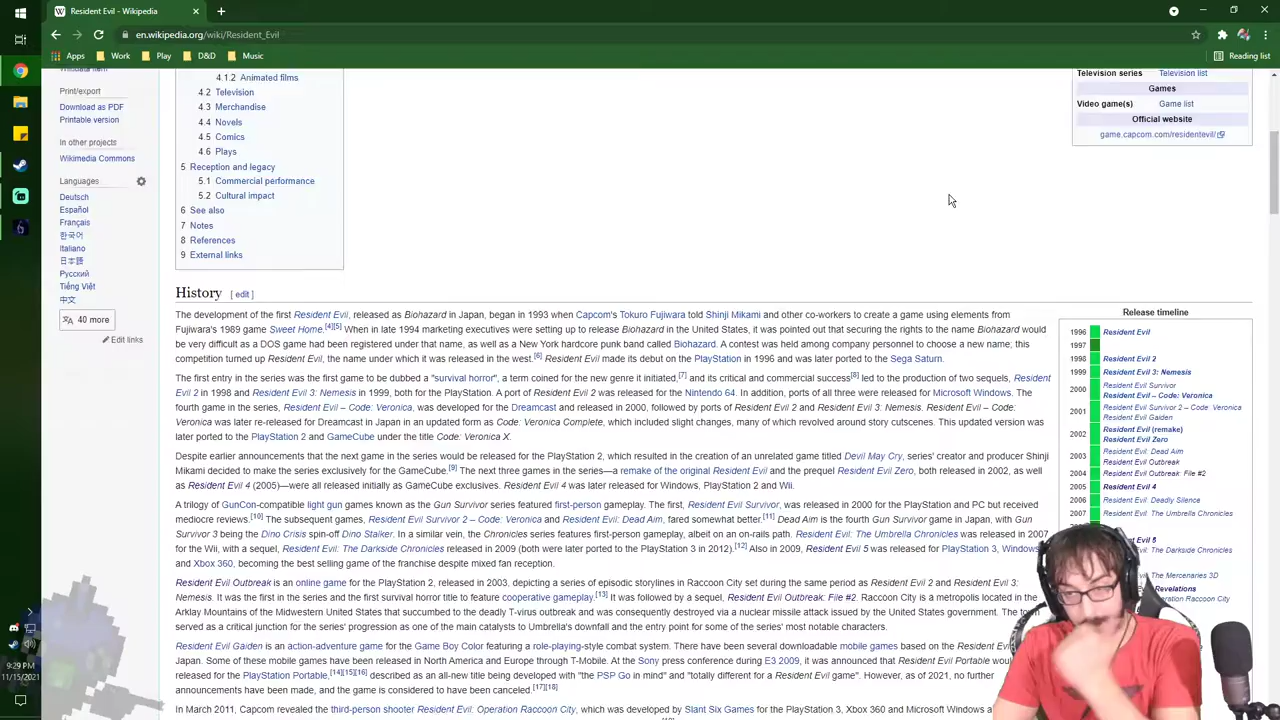 Resident Evil - Wikipedia
en.wikipedia.org/wiki/Resident_Evil
Apps Work Play D&D Music Reading list
Wikidata item
Print/export
Download as PDF
Printable version
In other projects
Wikimedia Commons
Languages
Deutsch
Español
Français
한국어
Italiano
日本語
Русский
Tiếng Việt
中文
40 more
Edit links
4.1.2 Animated films
4.2 Television
4.3 Merchandise
4.4 Novels
4.5 Comics
4.6 Plays
5 Reception and legacy
5.1 Commercial performance
5.2 Cultural impact
6 See also
7 Notes
8 References
9 External links
Television series Television list
Games
Video game(s) Game list
Official website
game.capcom.com/residentevil/
History [ edit ]
The development of the first Resident Evil, released as Biohazard in Japan, began in 1993 when Capcom's Tokuro Fujiwara told Shinji Mikami and other co-workers to create a game using elements from
Fujiwara's 1989 game Sweet Home.[4][5] When in late 1994 marketing executives were setting up to release Biohazard in the United States, it was pointed out that securing the rights to the name Biohazard would
be very difficult as a DOS game had been registered under that name, as well as a New York hardcore punk band called Biohazard. A contest was held among company personnel to choose a new name; this
competition turned up Resident Evil, the name under which it was released in the west.[6] Resident Evil made its debut on the PlayStation in 1996 and was later ported to the Sega Saturn.
The first entry in the series was the first game to be dubbed a "survival horror", a term coined for the new genre it initiated,[7] and its critical and commercial success[8] led to the production of two sequels, Resident
Evil 2 in 1998 and Resident Evil 3: Nemesis in 1999, both for the PlayStation. A port of Resident Evil 2 was released for the Nintendo 64. In addition, ports of all three were released for Microsoft Windows. The
fourth game in the series, Resident Evil – Code: Veronica, was developed for the Dreamcast and released in 2000, followed by ports of Resident Evil 2 and Resident Evil 3: Nemesis. Resident Evil – Code:
Veronica was later re-released for Dreamcast in Japan in an updated form as Code: Veronica Complete, which included slight changes, many of which revolved around story cutscenes. This updated version was
later ported to the PlayStation 2 and GameCube under the title Code: Veronica X.
Despite earlier announcements that the next game in the series would be released for the PlayStation 2, which resulted in the creation of an unrelated game titled Devil May Cry, series creator and producer Shinji
Mikami decided to make the series exclusively for the GameCube.[9] The next three games in the series—a remake of the original Resident Evil and the prequel Resident Evil Zero, both released in 2002, as well
as Resident Evil 4 (2005)—were all released initially as GameCube exclusives. Resident Evil 4 was later released for Windows, PlayStation 2 and Wii.
A trilogy of GunCon-compatible light gun games known as the Gun Survivor series featured first-person gameplay. The first, Resident Evil Survivor, was released in 2000 for the PlayStation and PC but received
mediocre reviews.[10] The subsequent games, Resident Evil Survivor 2 – Code: Veronica and Resident Evil: Dead Aim, fared somewhat better.[11] Dead Aim is the fourth Gun Survivor game in Japan, with Gun
Survivor 3 being the Dino Crisis spin-off Dino Stalker. In a similar vein, the Chronicles series features first-person gameplay, albeit on an on-rails path. Resident Evil: The Umbrella Chronicles was released in 2007
for the Wii, with a sequel, Resident Evil: The Darkside Chronicles released in 2009 (both were later ported to the PlayStation 3 in 2012).[12] Also in 2009, Resident Evil 5 was released for PlayStation 3, Windows
and Xbox 360, becoming the best selling game of the franchise despite mixed fan reception.
Resident Evil Outbreak is an online game for the PlayStation 2, released in 2003, depicting a series of episodic storylines in Raccoon City set during the same period as Resident Evil 2 and Resident Evil 3:
Nemesis. It was the first in the series and the first survival horror title to feature cooperative gameplay.[13] It was followed by a sequel, Resident Evil Outbreak: File #2. Raccoon City is a metropolis located in the
Arklay Mountains of the Midwestern United States that succumbed to the deadly T-virus outbreak and was consequently destroyed via a nuclear missile attack issued by the United States government. The town
served as a critical junction for the series' progression as one of the main catalysts to Umbrella's downfall and the entry point for some of the series' most notable characters.
Resident Evil Gaiden is an action-adventure game for the Game Boy Color featuring a role-playing-style combat system. There have been several downloadable mobile games based on the Resident
Japan. Some of these mobile games have been released in North America and Europe through T-Mobile. At the Sony press conference during E3 2009, it was announced that Resident Evil Portable
released for the PlayStation Portable,[14][15][16] described as an all-new title being developed with "the PSP Go in mind" and "totally different for a Resident Evil game". However, as of 2021, no further
announcements have been made, and the game is considered to have been canceled.[17][18]
In March 2011, Capcom revealed the third-person shooter Resident Evil: Operation Raccoon City, which was developed by Slant Six Games for the PlayStation 3, Xbox 360 and Microsoft Windows
Release timeline
1996 Resident Evil
1997
1998 Resident Evil 2
1999 Resident Evil 3: Nemesis
2000 Resident Evil Survivor
Resident Evil – Code: Veronica
2001 Resident Evil Survivor 2 – Code: Veronica
Resident Evil Gaiden
2002 Resident Evil (remake)
Resident Evil Zero
2003 Resident Evil: Dead Aim
Resident Evil Outbreak
2004 Resident Evil Outbreak: File #2
2005 Resident Evil 4
2006 Resident Evil: Deadly Silence
2007 Resident Evil: The Umbrella Chronicles
Evil 5
Evil: The Darkside Chronicles
Evil: The Mercenaries 3D
Revelations
Operation Raccoon City
9:29 PM
11/15/2021